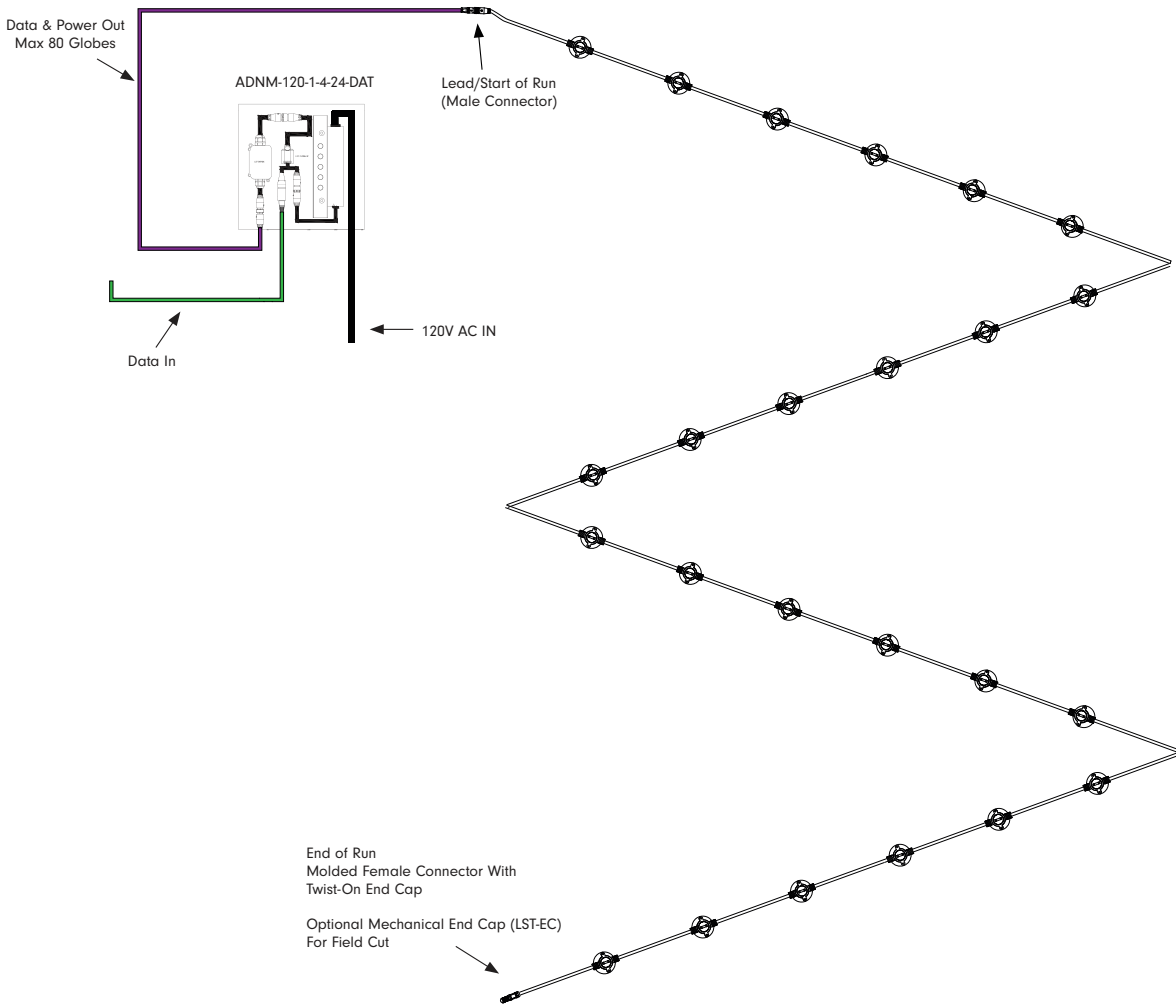 Data & Power Out
Max 80 Globes
ADNM-120-1-4-24-DAT
Lead/Start of Run
(Male Connector)
120V AC IN
Data In
End of Run
Molded Female Connector With
Twist-On End Cap
Optional Mechanical End Cap (LST-EC)
For Field Cut